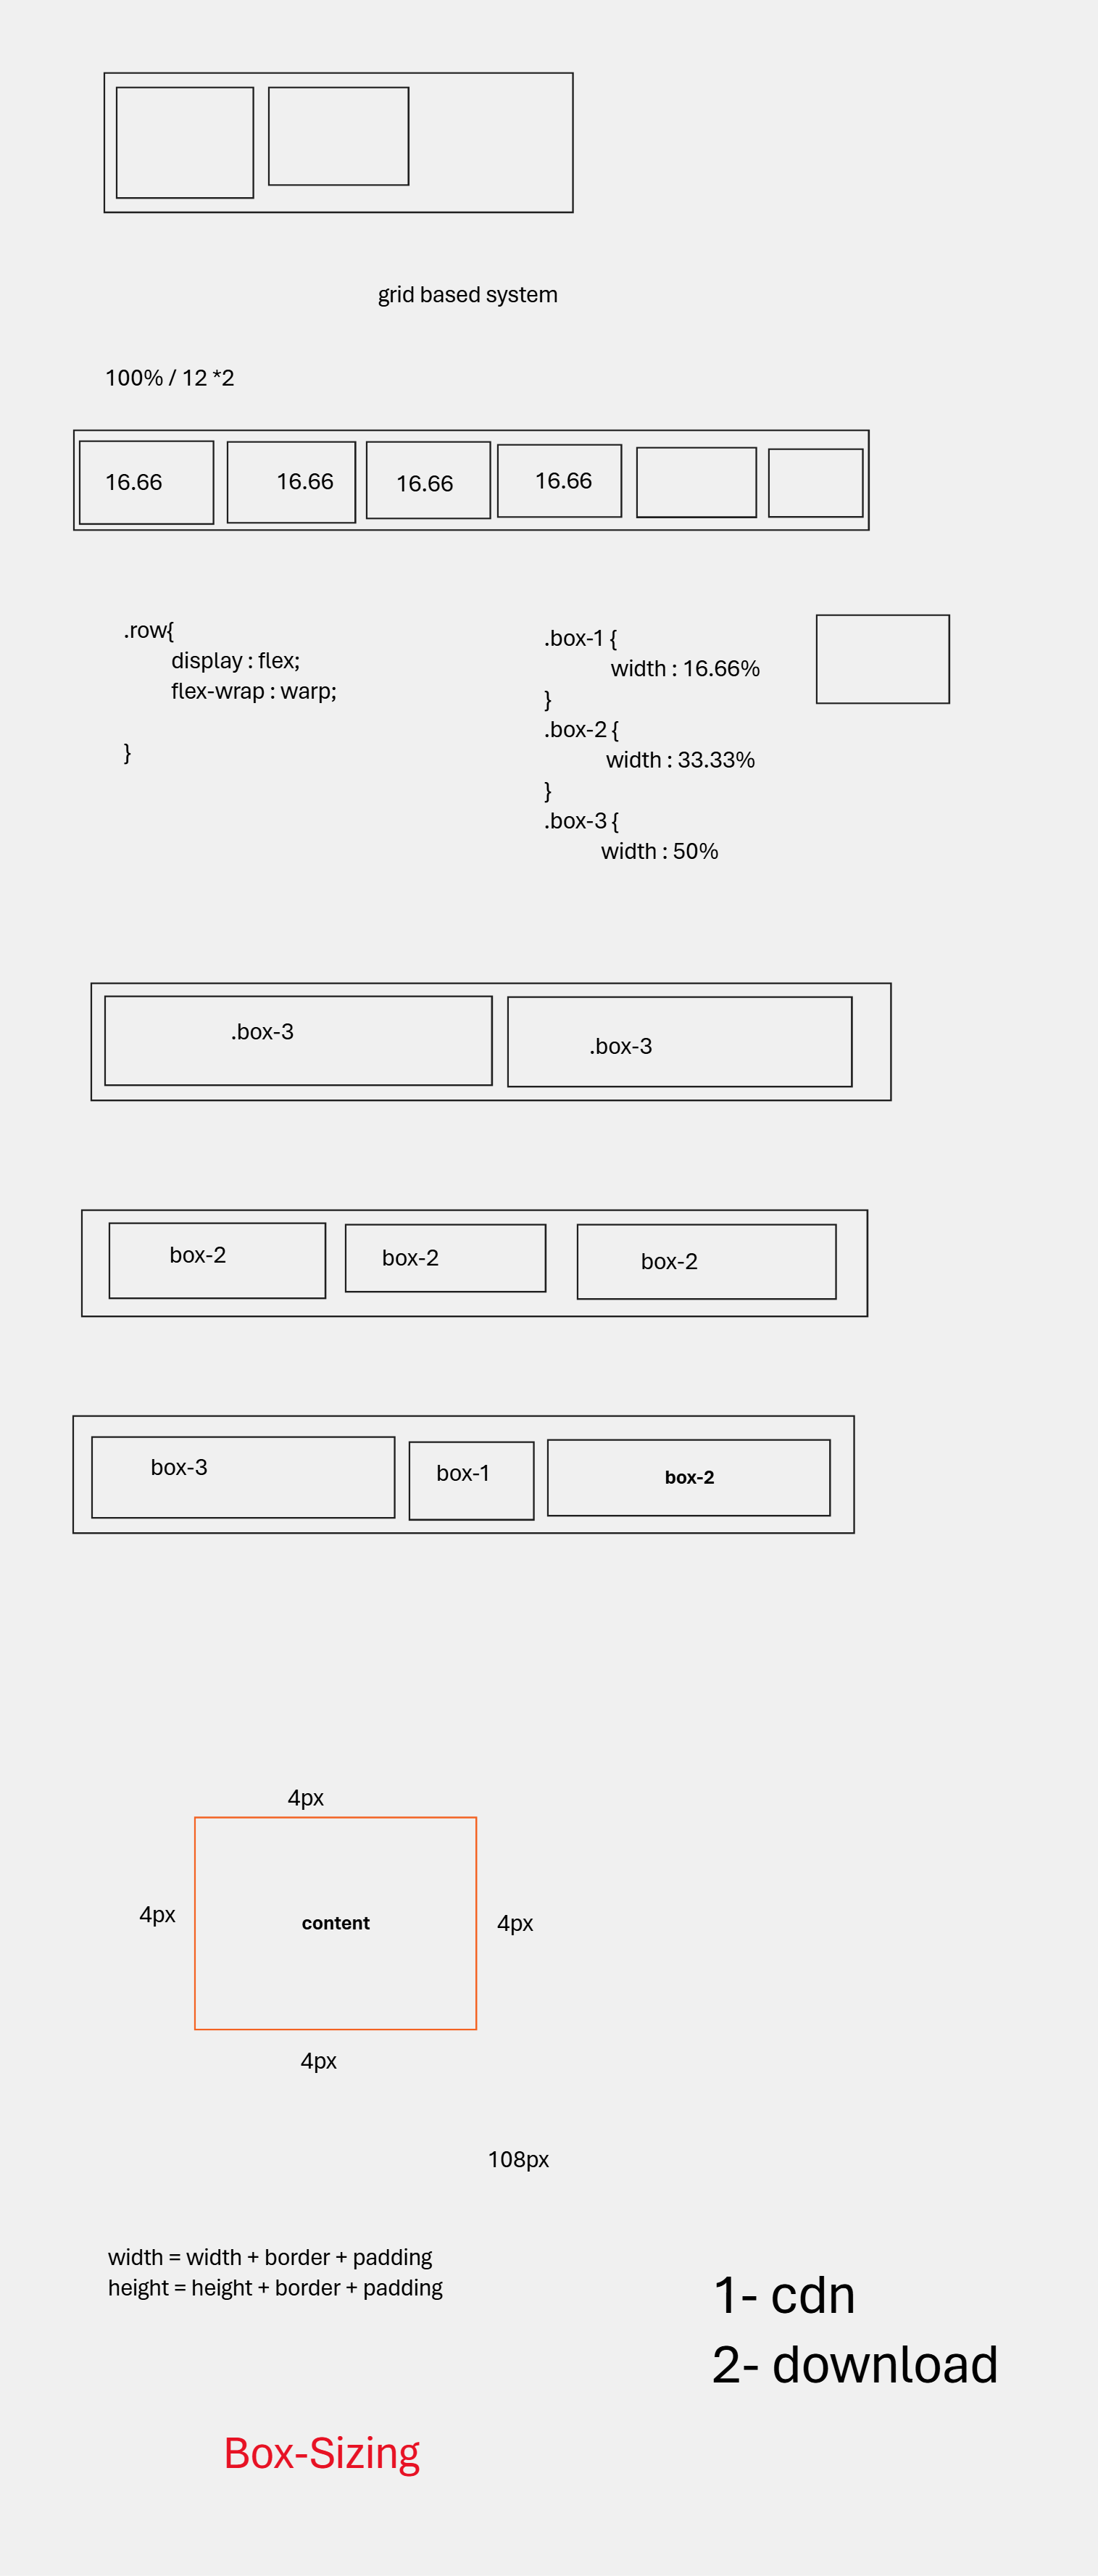 grid based system
100% / 12 *2
16.66
16.66
16.66
16.66
.row{
display : flex;
flex-wrap : warp;
}
.box-1 {
width : 16.66%
}
.box-2 {
width : 33.33%
}
.box-3 {
width : 50%
.box-3
.box-3
box-2
box-2
box-2
box-3
box-1
box-2
4px
4px
content
4px
4px
108px
width = width + border + padding
height = height + border + padding
1- cdn
2- download
Box-Sizing